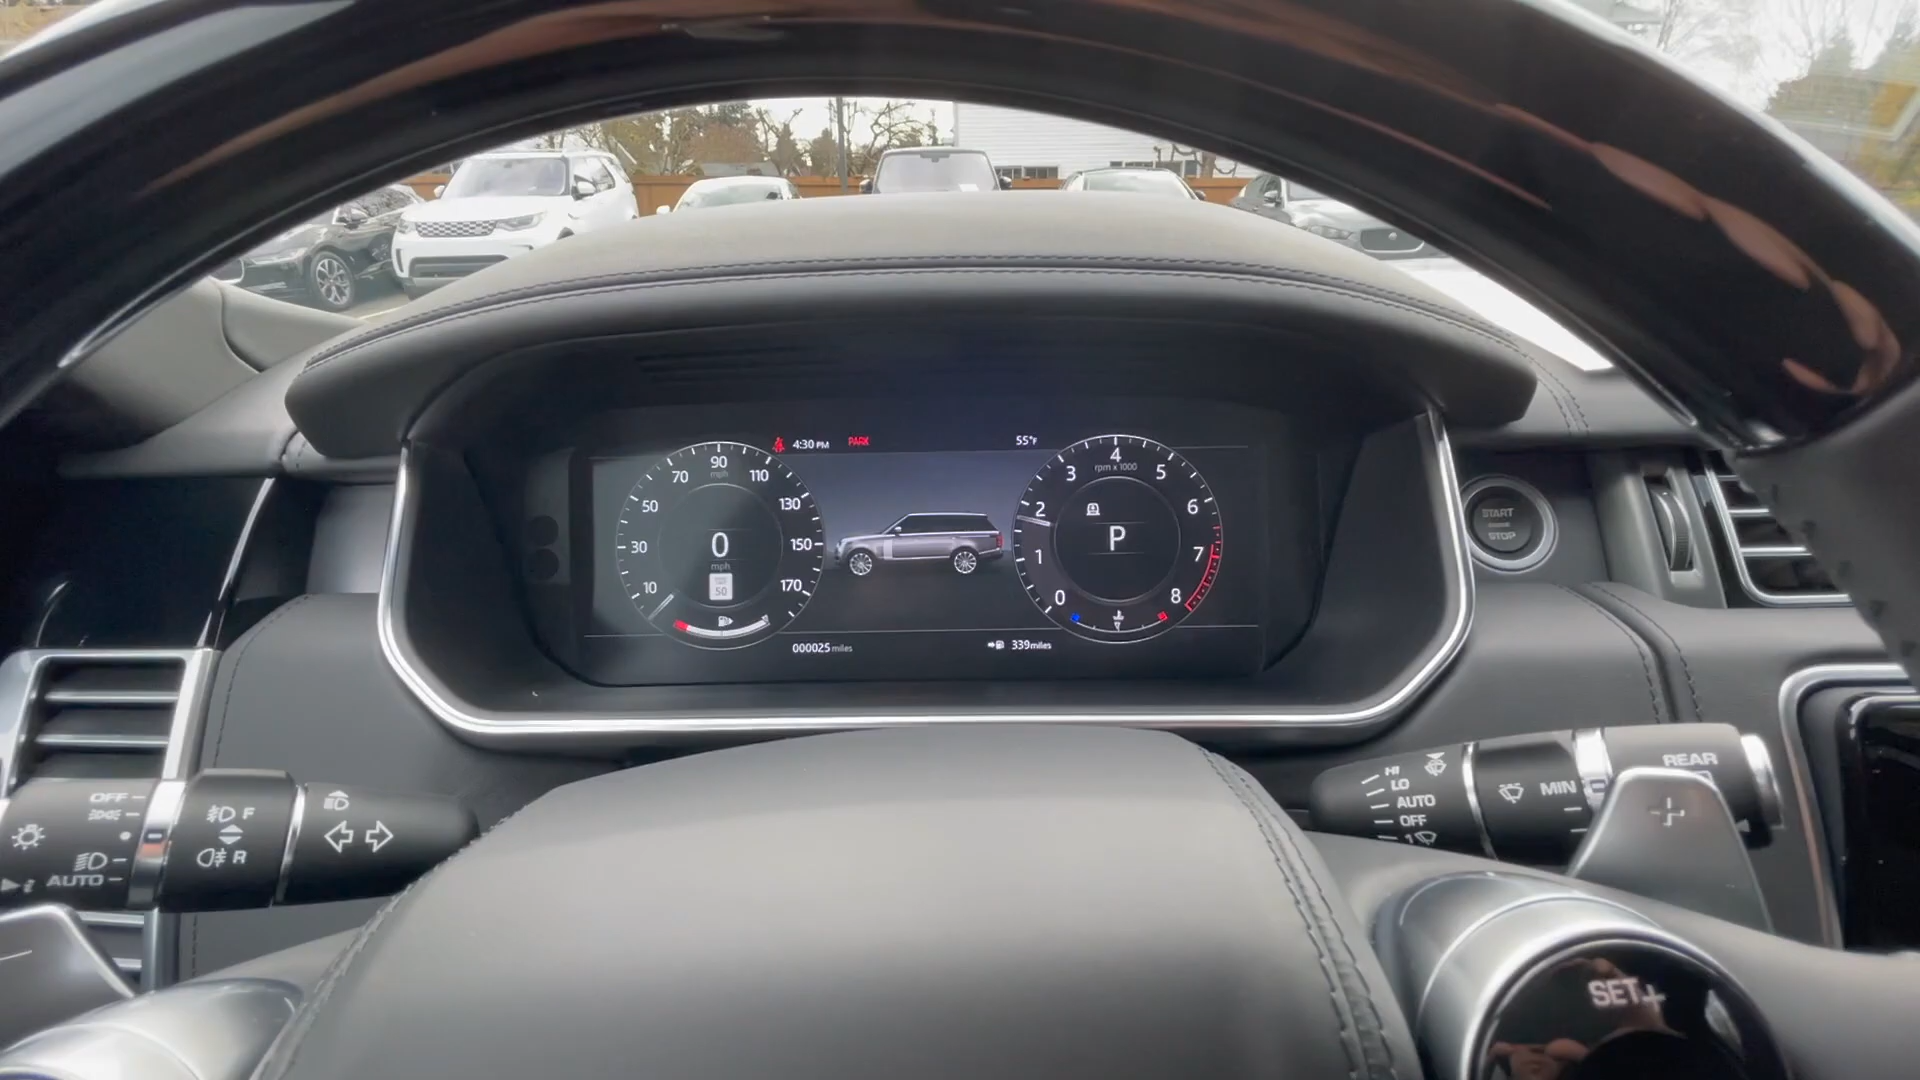 4:30 PM
PARK
55°F
90
mph
70
110
50
130
30
150
10
170
0
mph
50
4
rpm x 1000
3
5
2
6
1
7
0
8
P
000025 miles
339 miles
START
STOP
OFF
AUTO
F
R
HI
LO
AUTO
OFF
1
MIN
REAR
+
SET+